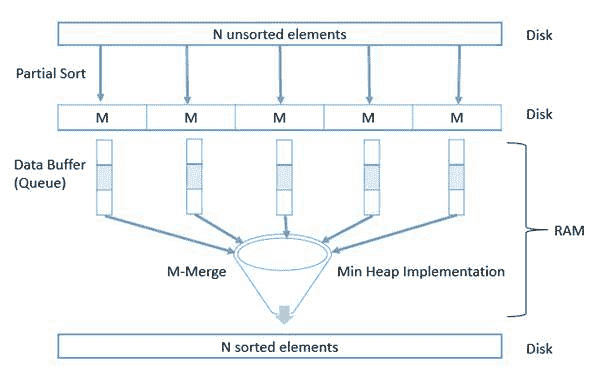 N unsorted elements Disk
Partial Sort
M M M M M Disk
Data Buffer
(Queue)
RAM
M-Merge Min Heap Implementation
N sorted elements Disk